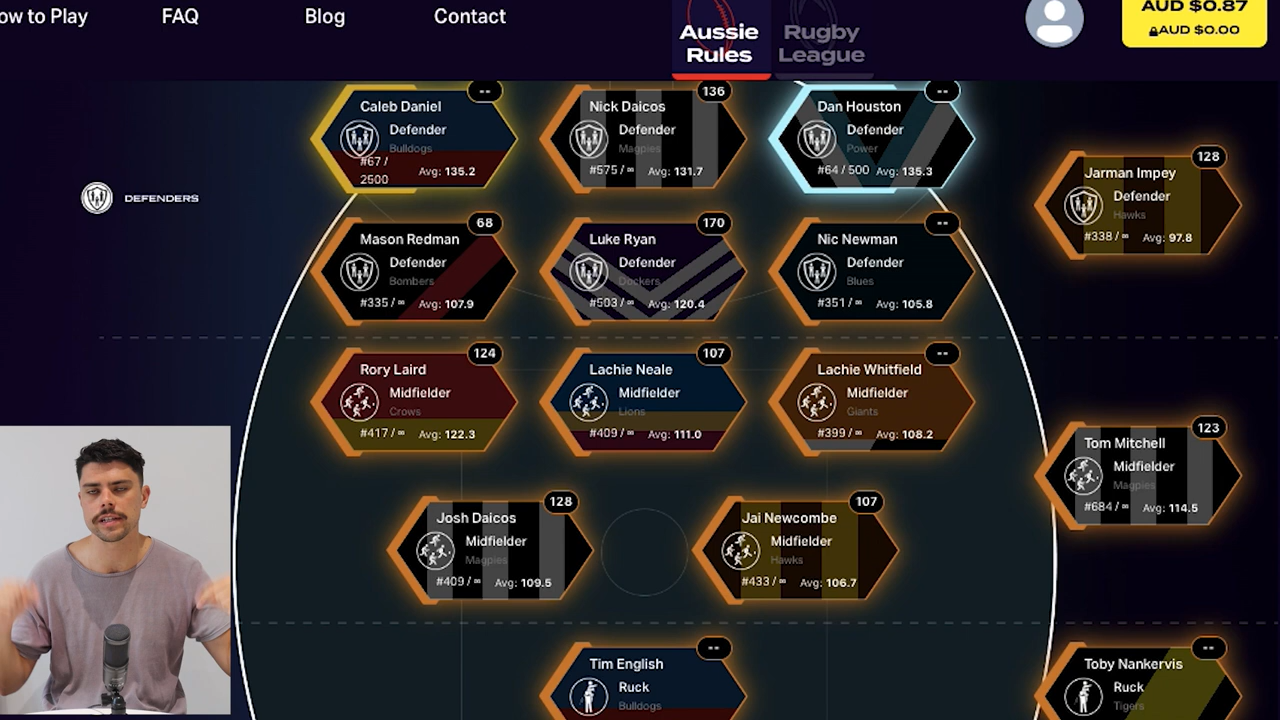 ow to Play
FAQ
Blog
Contact
Aussie
Rules
Rugby
League
AUD $0.87
AUD $0.00
DEFENDERS
Caleb Daniel
--
Defender
Bulldogs
#67 /
2500
Avg: 135.2
Nick Daicos
136
Defender
Magpies
#575 / ∞
Avg: 131.7
Dan Houston
--
Defender
Power
#64 / 500
Avg: 135.3
Jarman Impey
128
Defender
Hawks
#338 / ∞
Avg: 97.8
Mason Redman
68
Defender
Bombers
#335 / ∞
Avg: 107.9
Luke Ryan
170
Defender
Dockers
#503 / ∞
Avg: 120.4
Nic Newman
--
Defender
Blues
#351 / ∞
Avg: 105.8
Rory Laird
124
Midfielder
Crows
#417 / ∞
Avg: 122.3
Lachie Neale
107
Midfielder
Lions
#409 / ∞
Avg: 111.0
Lachie Whitfield
--
Midfielder
Giants
#399 / ∞
Avg: 108.2
Tom Mitchell
123
Midfielder
Magpies
#684 / ∞
Avg: 114.5
Josh Daicos
128
Midfielder
Magpies
#409 / ∞
Avg: 109.5
Jai Newcombe
107
Midfielder
Hawks
#433 / ∞
Avg: 106.7
Tim English
--
Ruck
Bulldogs
Toby Nankervis
--
Ruck
Tigers